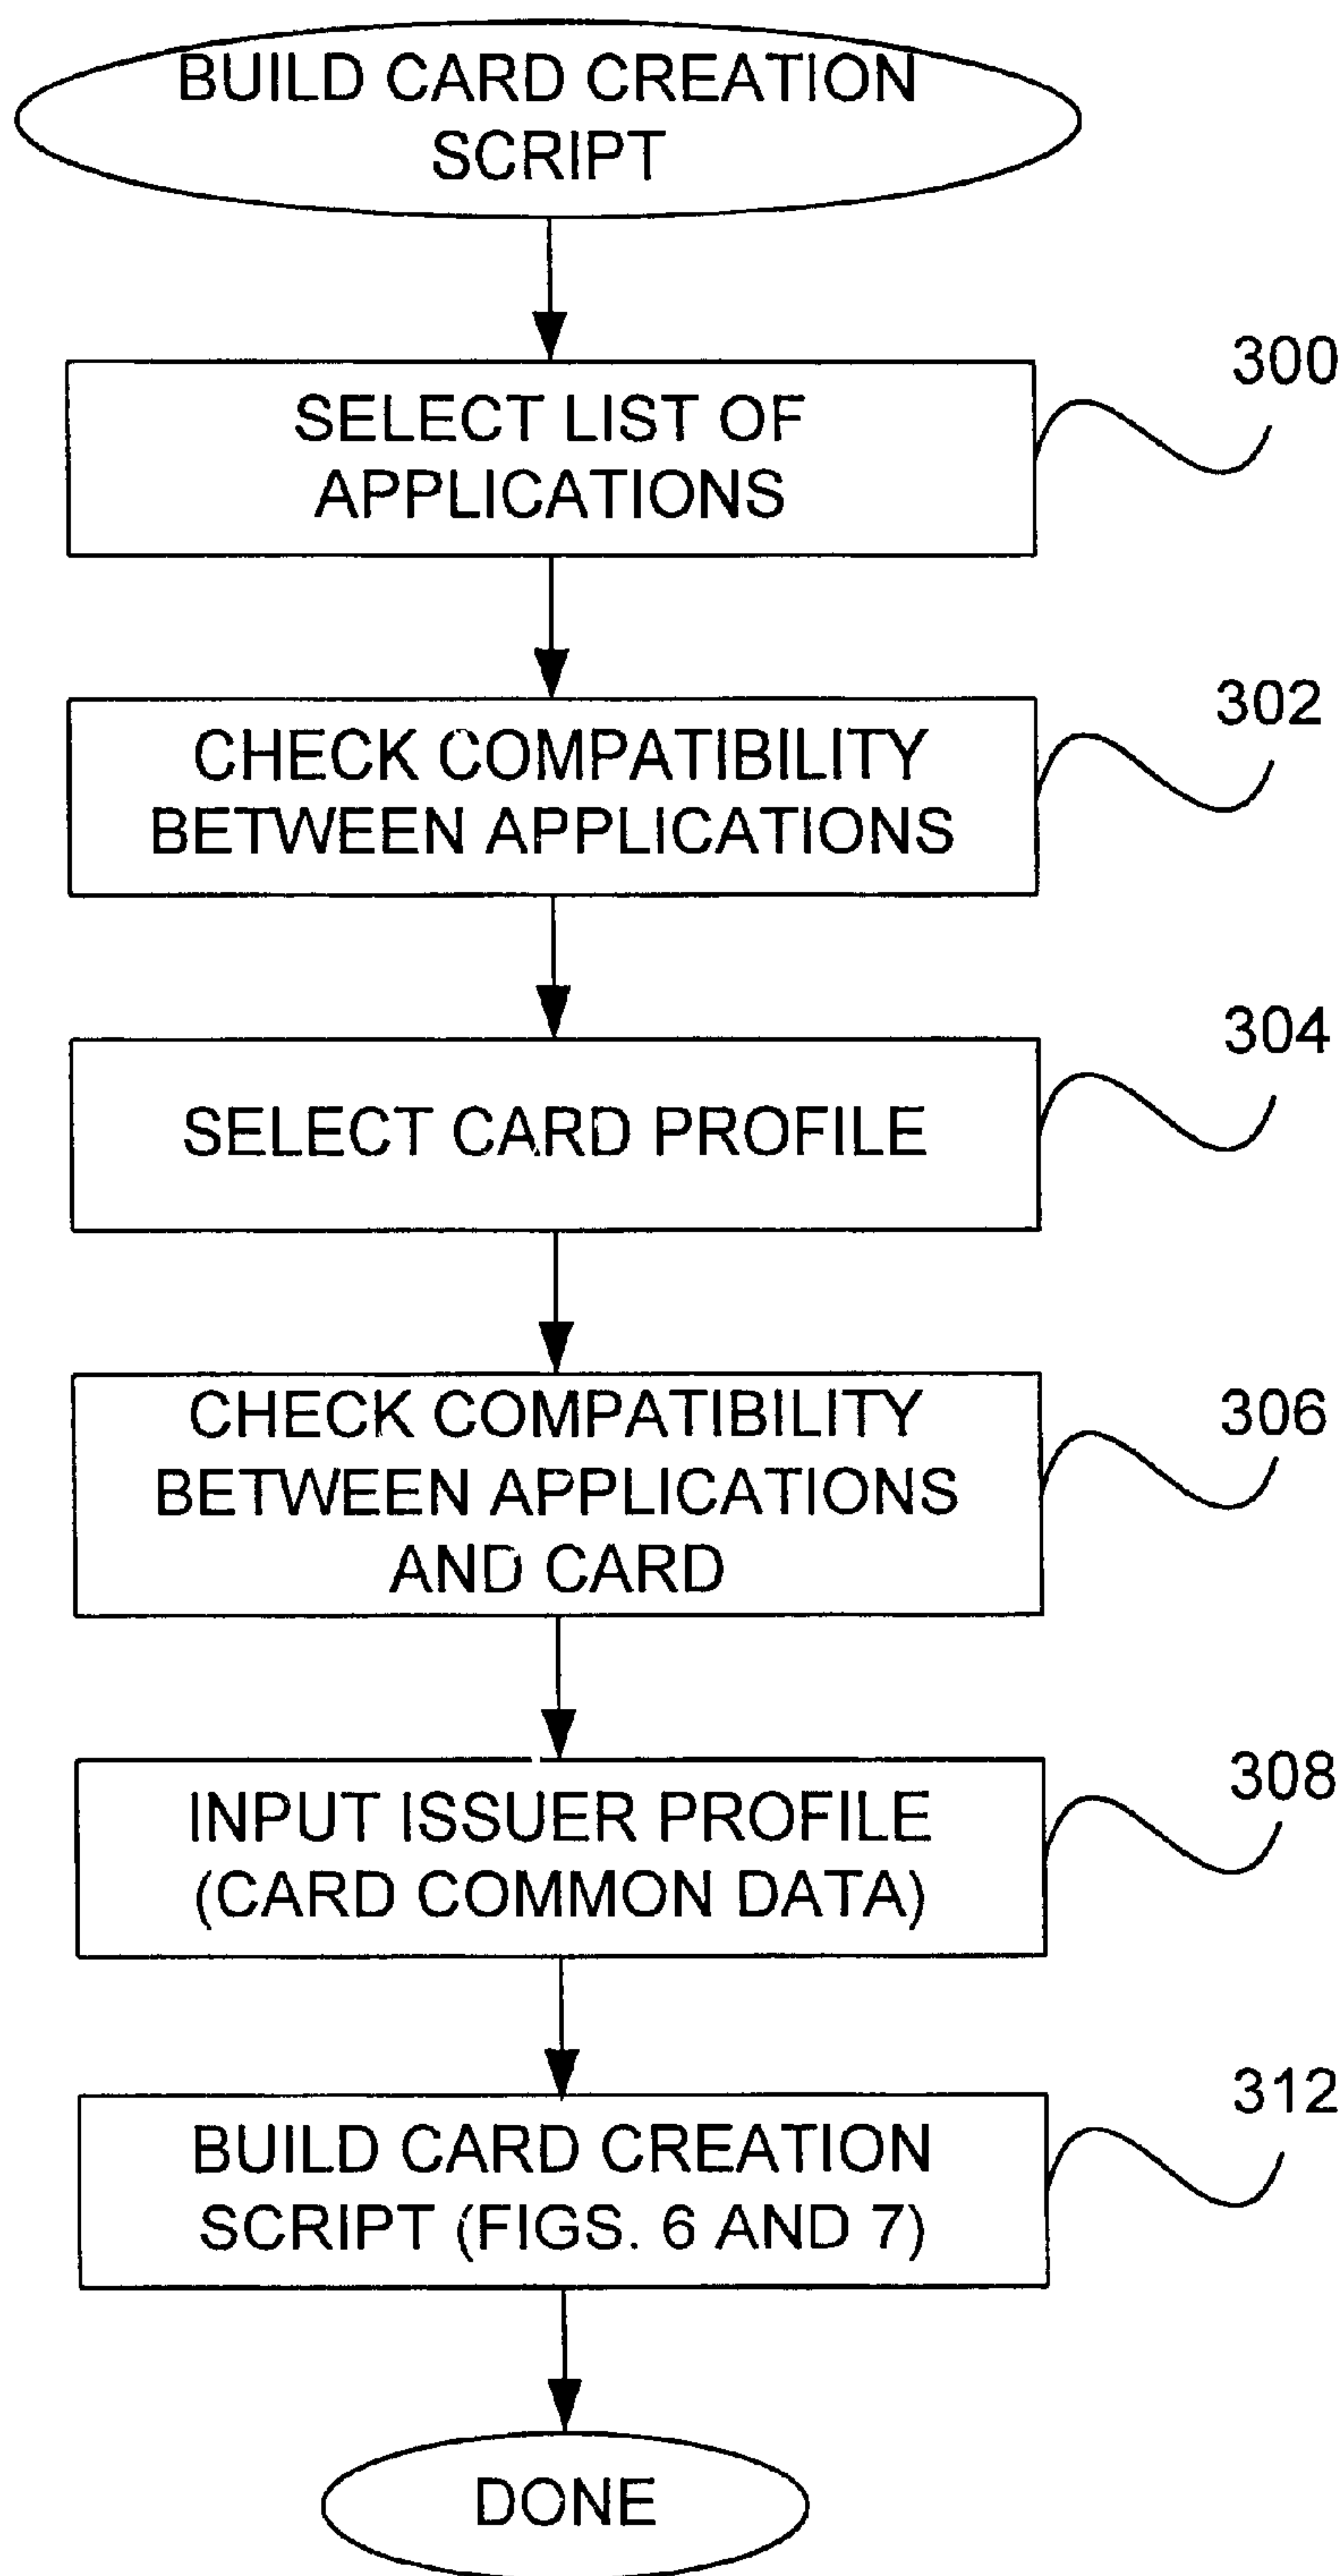 BUILD CARD CREATION
SCRIPT
300
SELECT LIST OF
APPLICATIONS
302
CHECK COMPATIBILITY
BETWEEN APPLICATIONS
304
SELECT CARD PROFILE
306
CHECK COMPATIBILITY
BETWEEN APPLICATIONS
AND CARD
308
INPUT ISSUER PROFILE
(CARD COMMON DATA)
312
BUILD CARD CREATION
SCRIPT (FIGS. 6 AND 7)
DONE